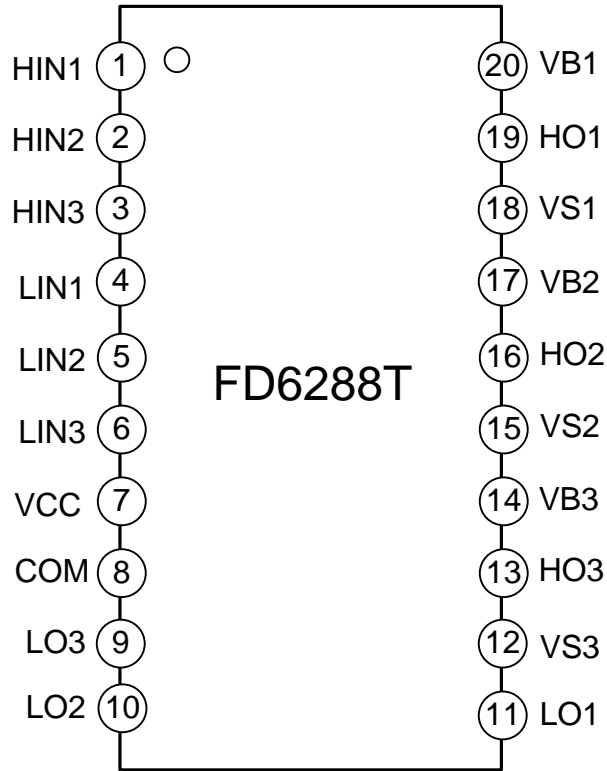 HIN1 1 20 VB1
HIN2 2 19 HO1
HIN3 3 18 VS1
LIN1 4 17 VB2
LIN2 5 16 HO2
FD6288T
LIN3 6 15 VS2
VCC 7 14 VB3
COM 8 13 HO3
LO3 9 12 VS3
LO2 10 11 LO1